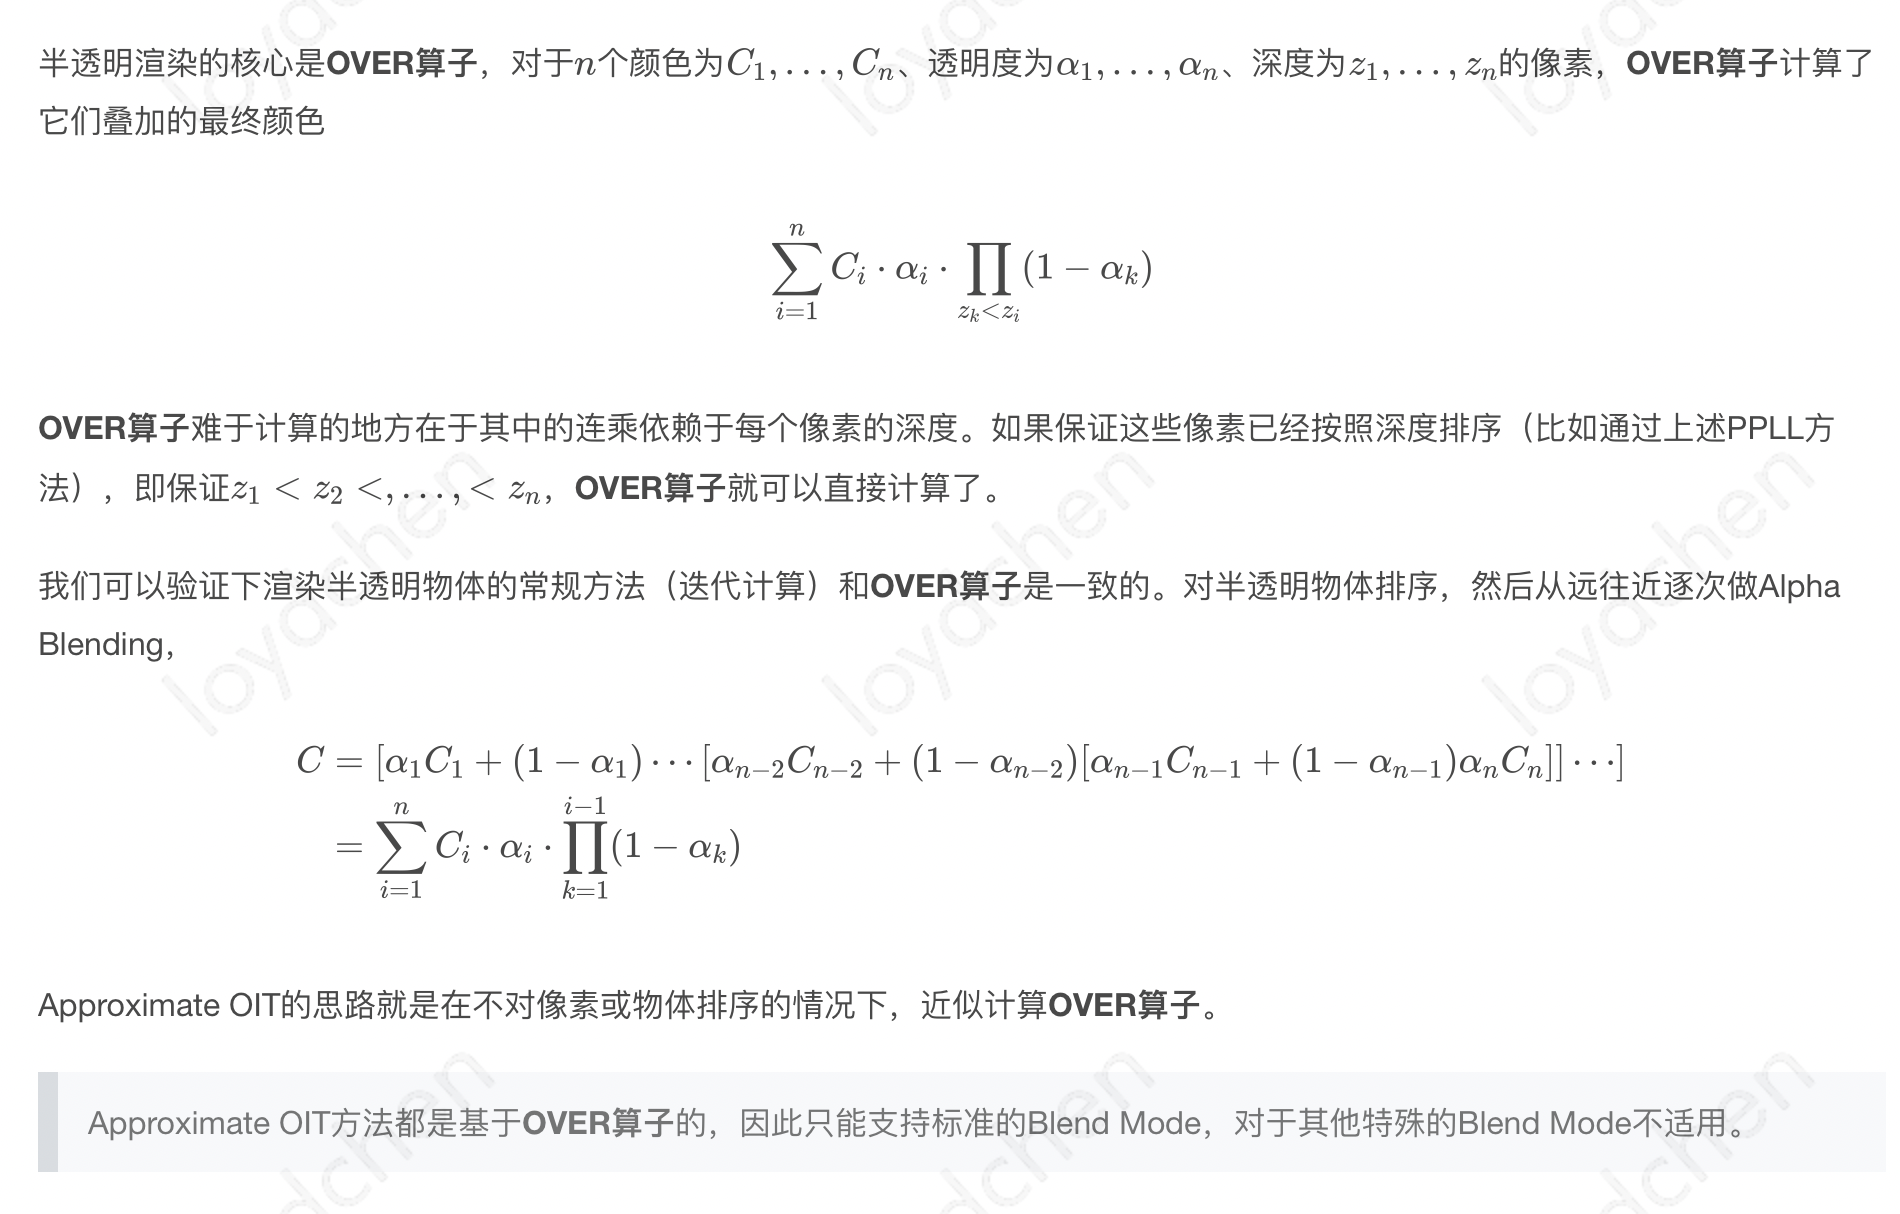 半透明渲染的核心是OVER算子，对于n个颜色为C₁, . . . , Cₙ、透明度为α₁, . . . , αₙ、深度为z₁, . . . , zₙ的像素，OVER算子计算了
它们叠加的最终颜色
\sum_{i=1}^{n} C_i \cdot \alpha_i \cdot \prod_{z_k<z_i} (1 - \alpha_k)
OVER算子难于计算的地方在于其中的连乘依赖于每个像素的深度。如果保证这些像素已经按照深度排序（比如通过上述PPLL方
法），即保证z₁ < z₂ <, . . . , < zₙ，OVER算子就可以直接计算了。
我们可以验证下渲染半透明物体的常规方法（迭代计算）和OVER算子是一致的。对半透明物体排序，然后从远往近逐次做Alpha
Blending，
C = [\alpha_1 C_1 + (1 - \alpha_1) \cdots [\alpha_{n-2} C_{n-2} + (1 - \alpha_{n-2})[\alpha_{n-1} C_{n-1} + (1 - \alpha_{n-1})\alpha_n C_n]] \cdots]
= \sum_{i=1}^{n} C_i \cdot \alpha_i \cdot \prod_{k=1}^{i-1} (1 - \alpha_k)
Approximate OIT的思路就是在不对像素或物体排序的情况下，近似计算OVER算子。
Approximate OIT方法都是基于OVER算子的，因此只能支持标准的Blend Mode，对于其他特殊的Blend Mode不适用。
loyachen
loyachen
loyachen